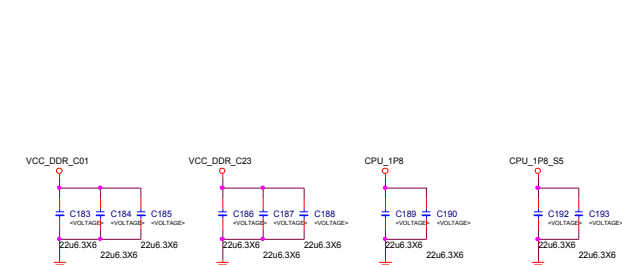 VCC_DDR_C01 VCC_DDR_C23 CPU_1P8 CPU_1P8_S5
C183 C184 C185 C186 C187 C188 C189 C190 C192 C193
<VOLTAGE> <VOLTAGE> <VOLTAGE> <VOLTAGE> <VOLTAGE> <VOLTAGE> <VOLTAGE> <VOLTAGE> <VOLTAGE> <VOLTAGE>
22u6.3X6 22u6.3X6 22u6.3X6 22u6.3X6 22u6.3X6 22u6.3X6
22u6.3X6 22u6.3X6 22u6.3X6 22u6.3X6